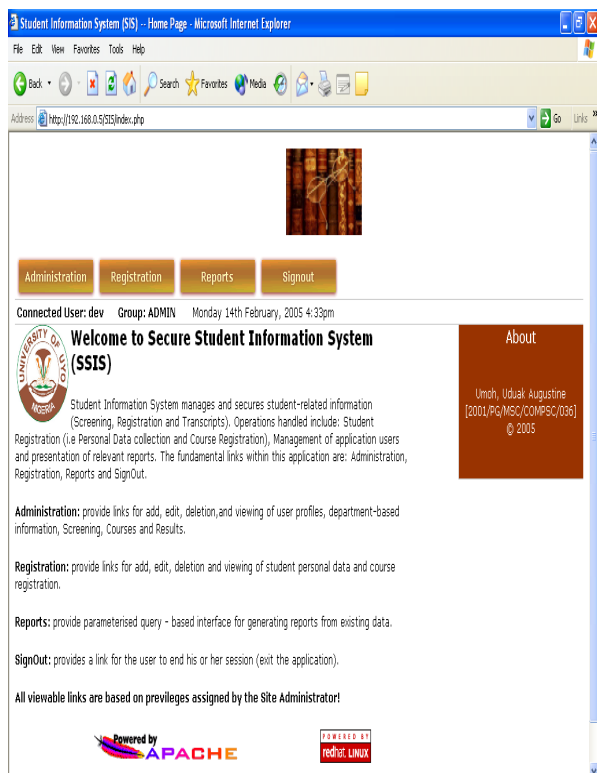 Student Information System (SIS) -- Home Page - Microsoft Internet Explorer
File Edit View Favorites Tools Help
Back Search Favorites Media
Address http://192.168.0.5/SIS/index.php Go Links »
Administration Registration Reports Signout
Connected User: dev Group: ADMIN Monday 14th February, 2005 4:33pm
UNIVERSITY OF UYO
NIGERIA
Welcome to Secure Student Information System
(SSIS)
Student Information System manages and secures student-related information
(Screening, Registration and Transcripts). Operations handled include: Student
Registration (i.e Personal Data collection and Course Registration), Management of application users
and presentation of relevant reports. The fundamental links within this application are: Administration,
Registration, Reports and SignOut.
Administration: provide links for add, edit, deletion,and viewing of user profiles, department-based
information, Screening, Courses and Results.
Registration: provide links for add, edit, deletion and viewing of student personal data and course
registration.
Reports: provide parameterised query - based interface for generating reports from existing data.
SignOut: provides a link for the user to end his or her session (exit the application).
All viewable links are based on previleges assigned by the Site Administrator!
About
Umoh, Uduak Augustine
[2001/PG/MSC/COMPSC/036]
© 2005
Powered by
APACHE
POWERED BY
redhat LINUX